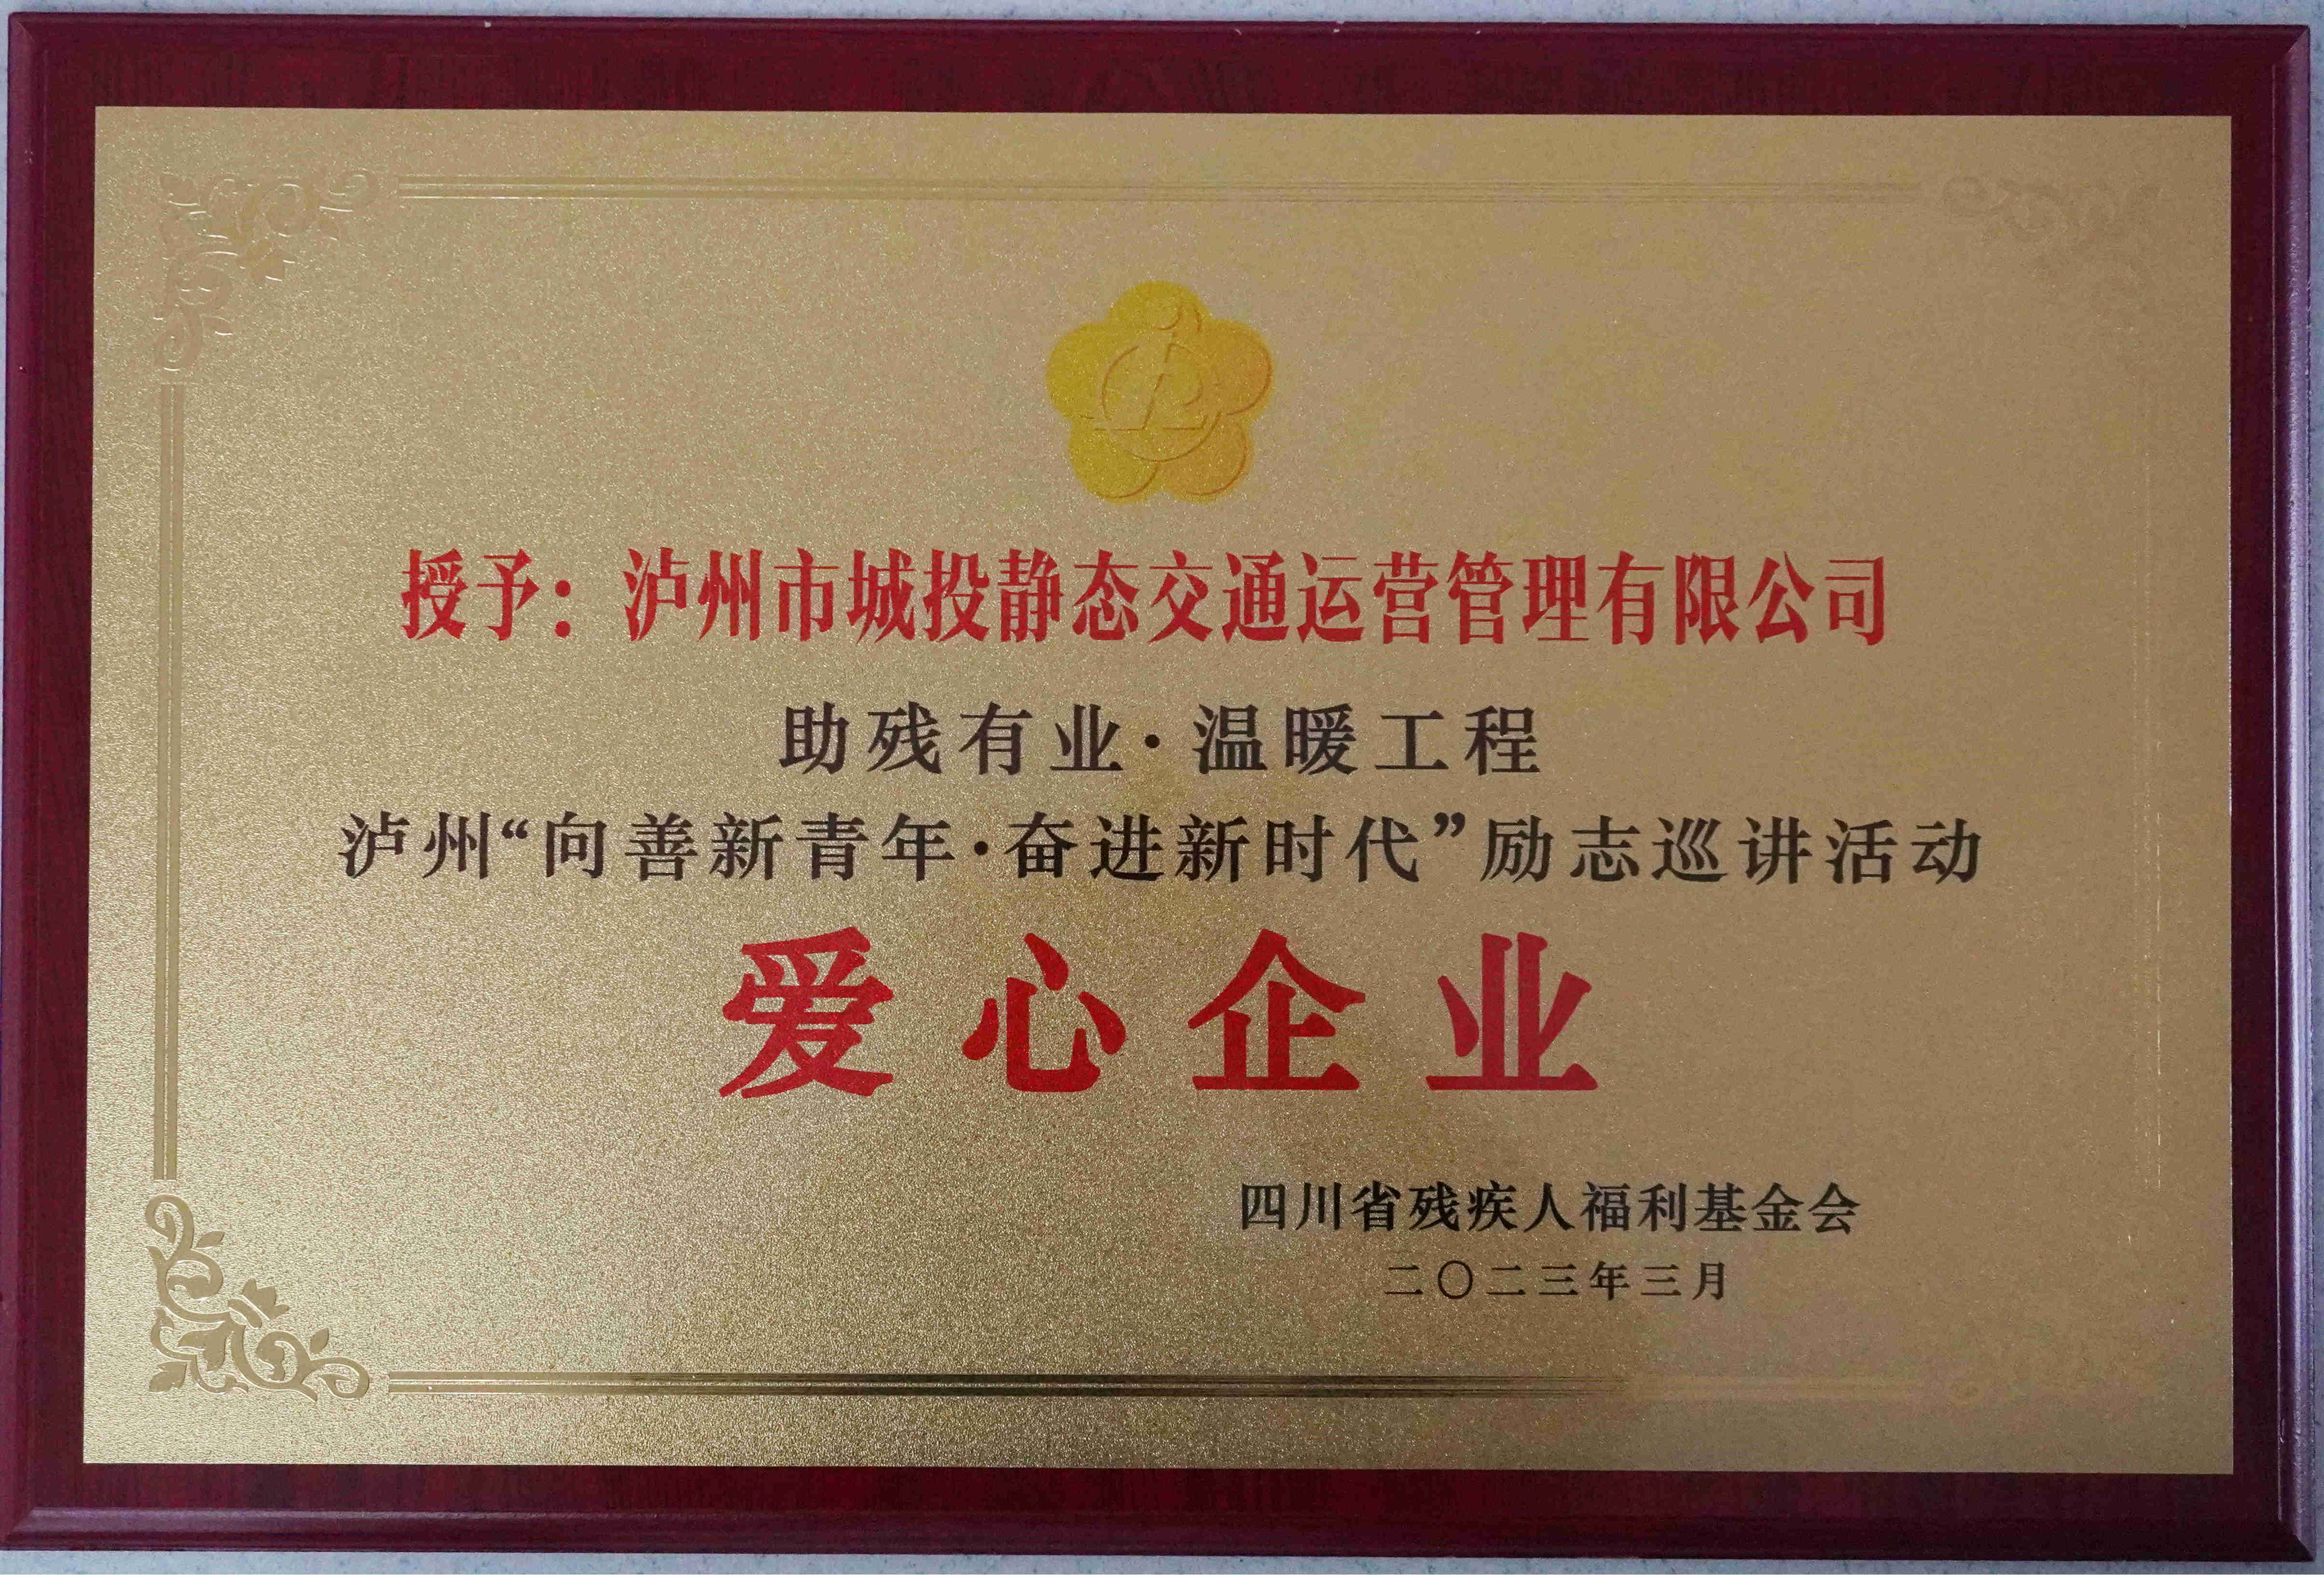 授予：泸州市城投静态交通运营管理有限公司
助残有业·温暖工程
泸州“向善新青年·奋进新时代”励志巡讲活动
爱心企业
四川省残疾人福利基金会
二〇二三年三月